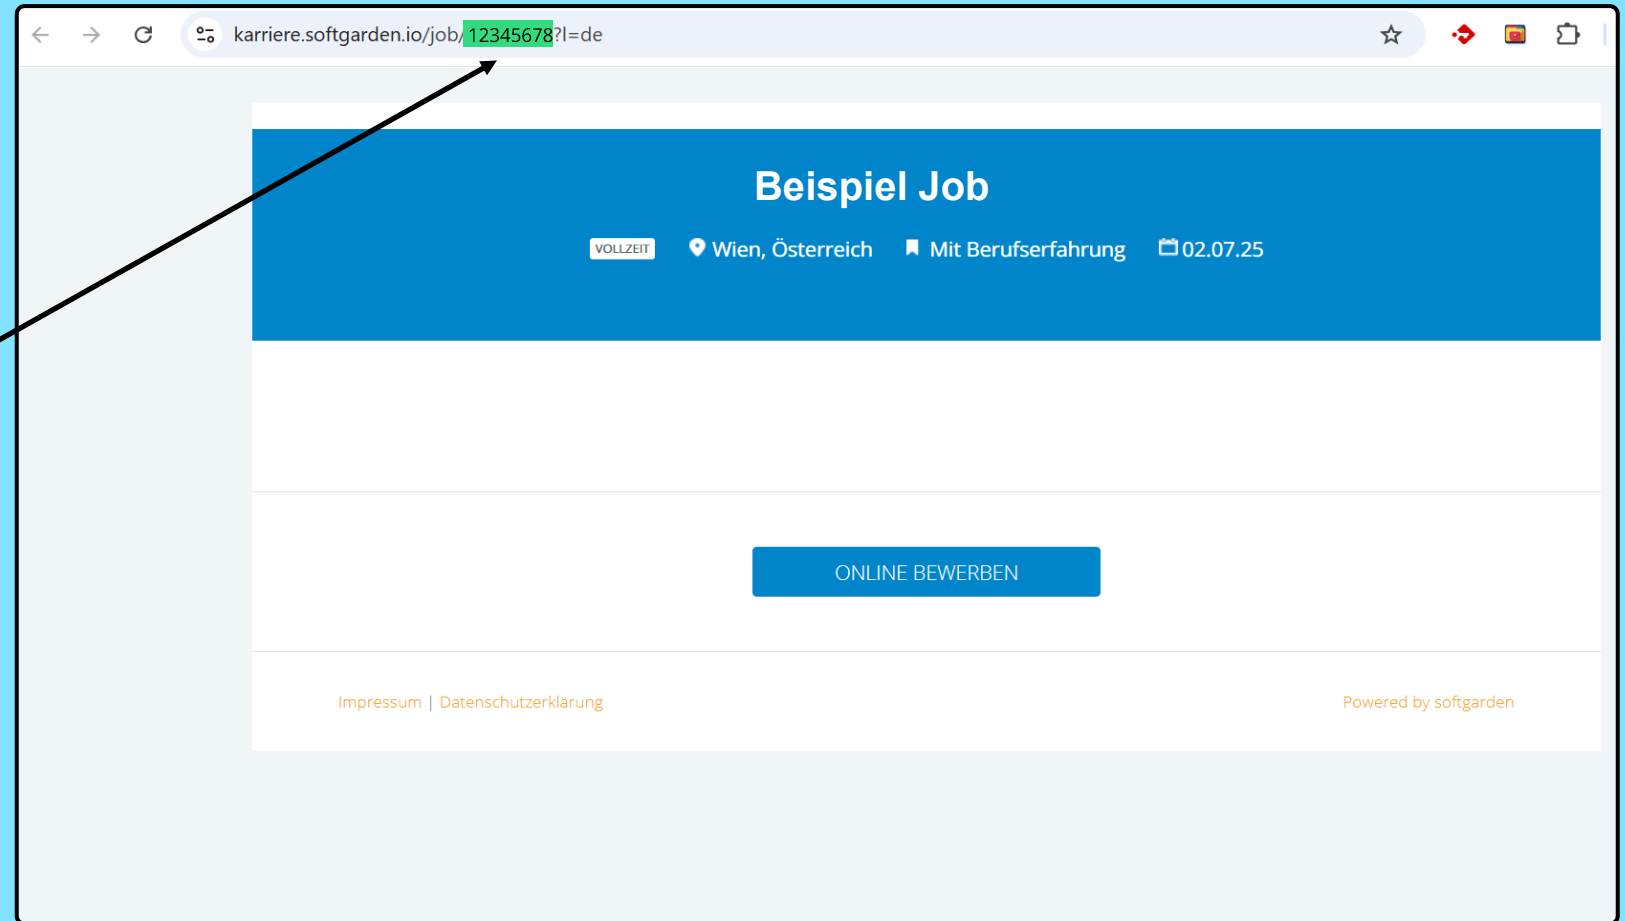 karriere.softgarden.io/job/12345678?l=de
Beispiel Job
VOLLZEIT Wien, Österreich Mit Berufserfahrung 02.07.25
ONLINE BEWERBEN
Impressum | Datenschutzerklärung Powered by softgarden